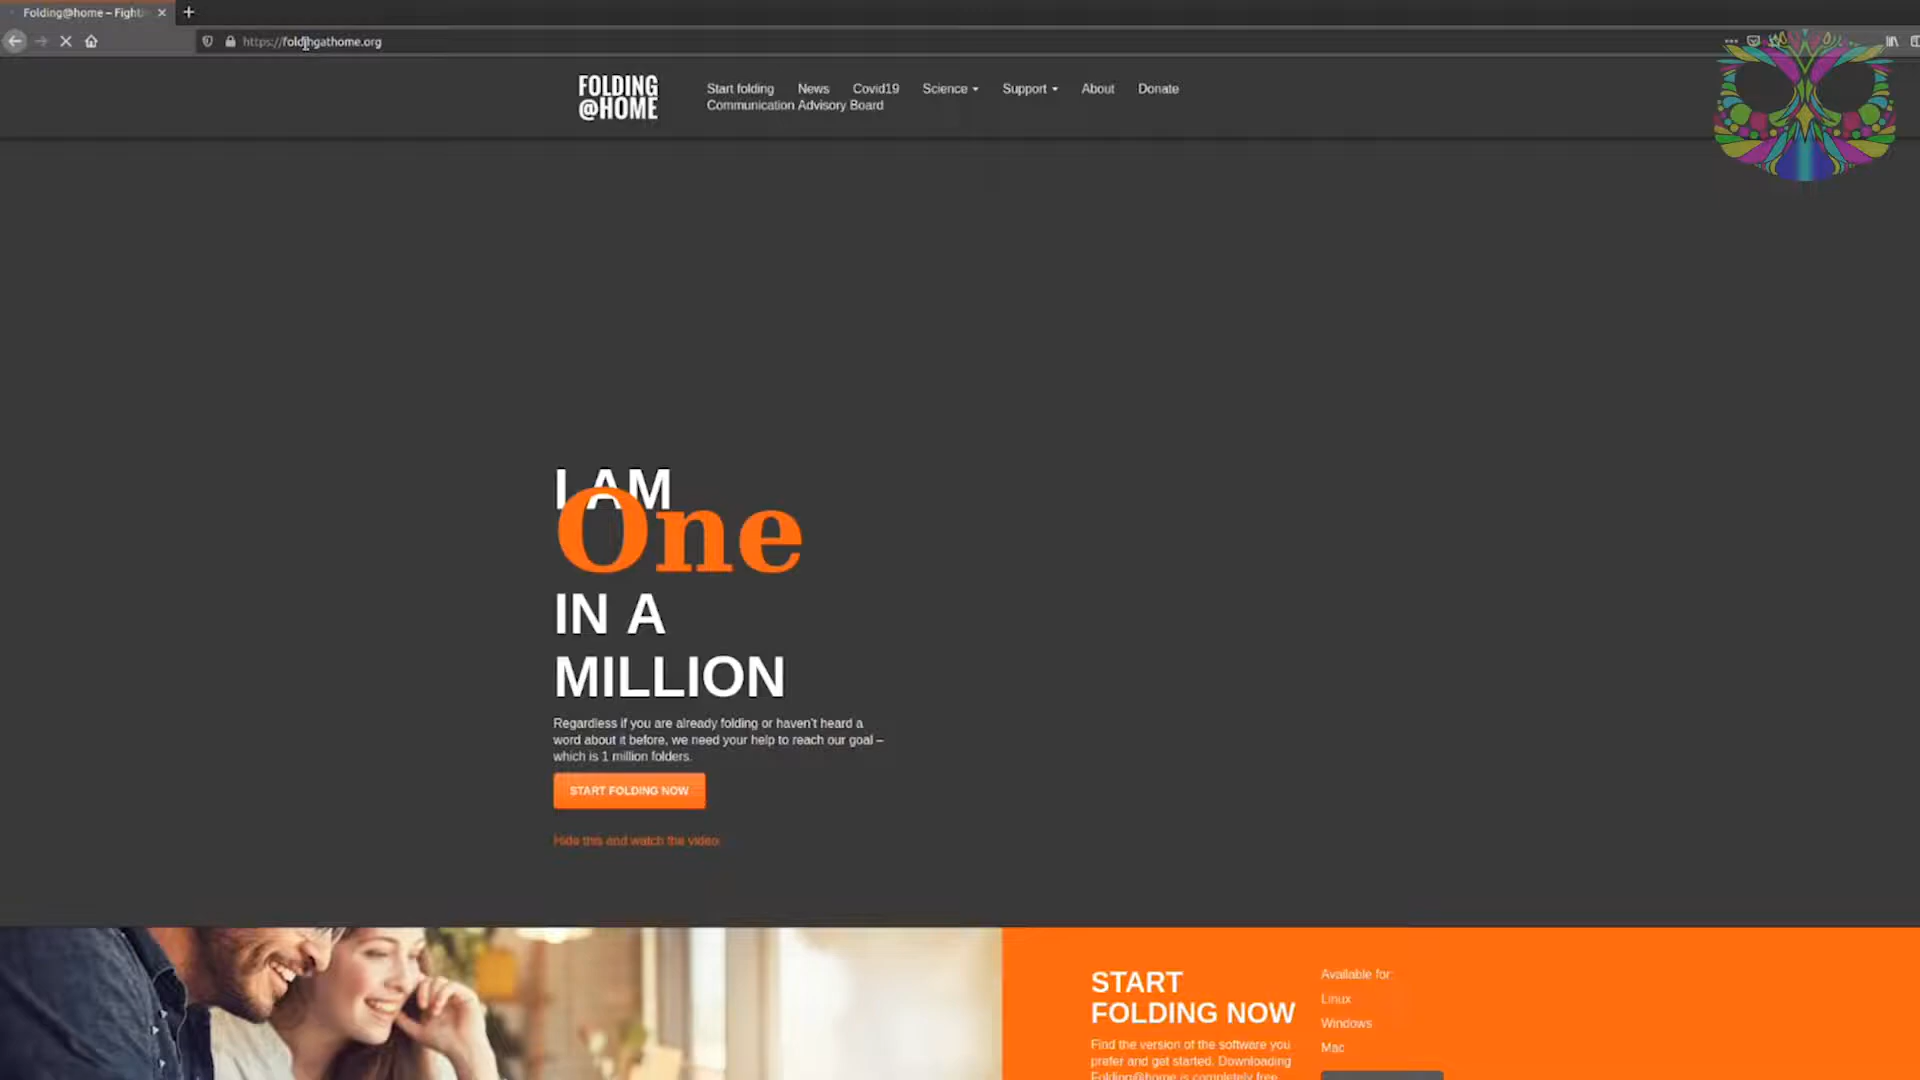 Folding@home – Fighti
https://foldingathome.org
FOLDING
@HOME
Start folding
News
Covid19
Science
Support
About
Donate
Communication Advisory Board
I AM
One
IN A
MILLION
Regardless if you are already folding or haven't heard a
word about it before, we need your help to reach our goal –
which is 1 million folders.
START FOLDING NOW
Hide this and watch the video
START
FOLDING NOW
Find the version of the software you
prefer and get started. Downloading
Folding@home is completely free
Available for:
Linux
Windows
Mac